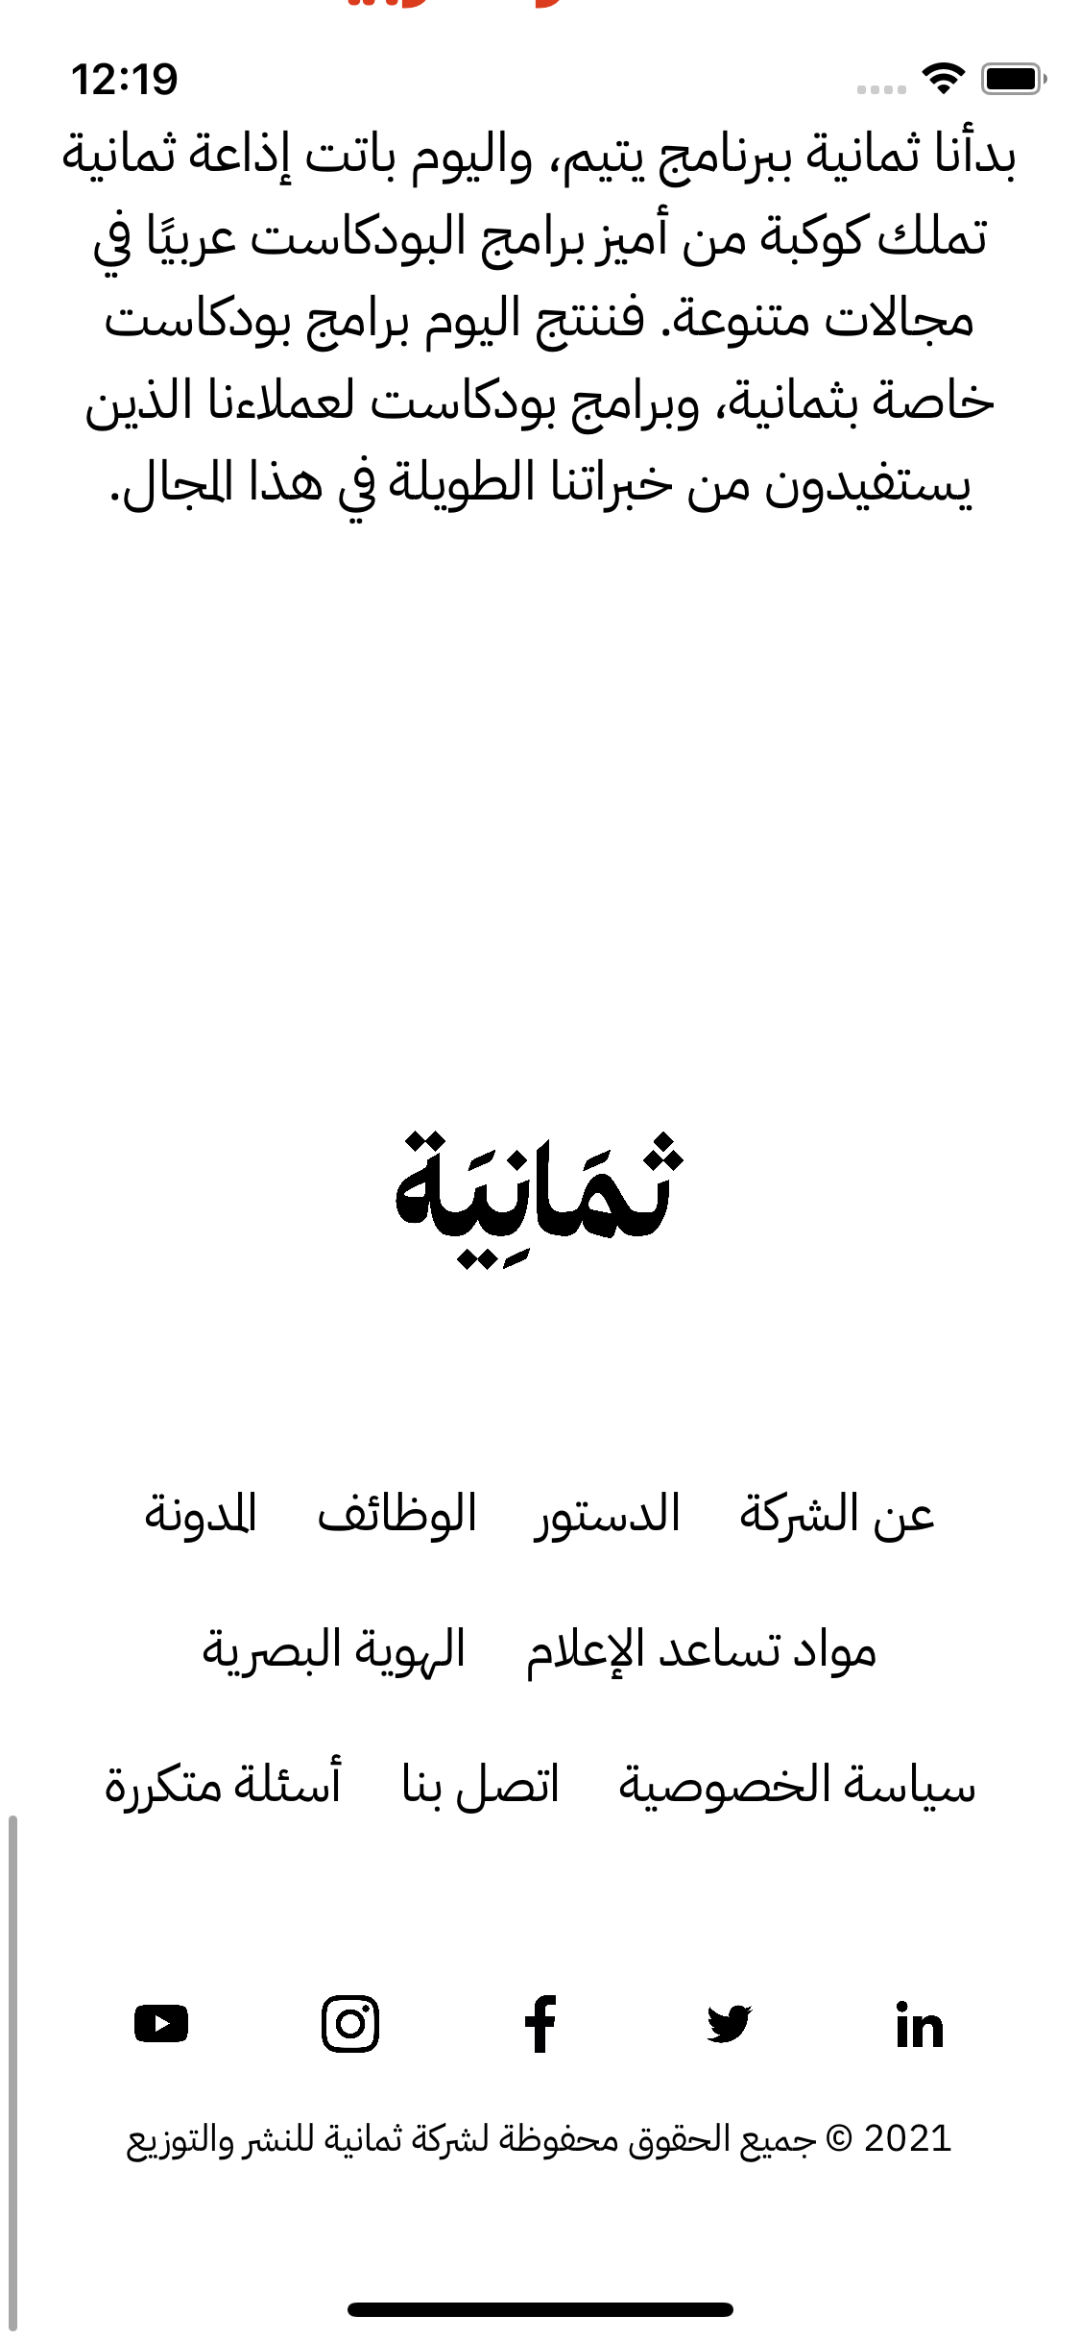 12:19
بدأنا ثمانية ببرنامج يتيم، واليوم باتت إذاعة ثمانية
تملك كوكبة من أميز برامج البودكاست عربيًا في
مجالات متنوعة. فننتج اليوم برامج بودكاست
خاصة بثمانية، وبرامج بودكاست لعملاءنا الذين
يستفيدون من خبراتنا الطويلة في هذا المجال.
ثمَانِيَة
عن الشركة الدستور الوظائف المدونة
مواد تساعد الإعلام الهوية البصرية
سياسة الخصوصية اتصل بنا أسئلة متكررة
2021 © جميع الحقوق محفوظة لشركة ثمانية للنشر والتوزيع